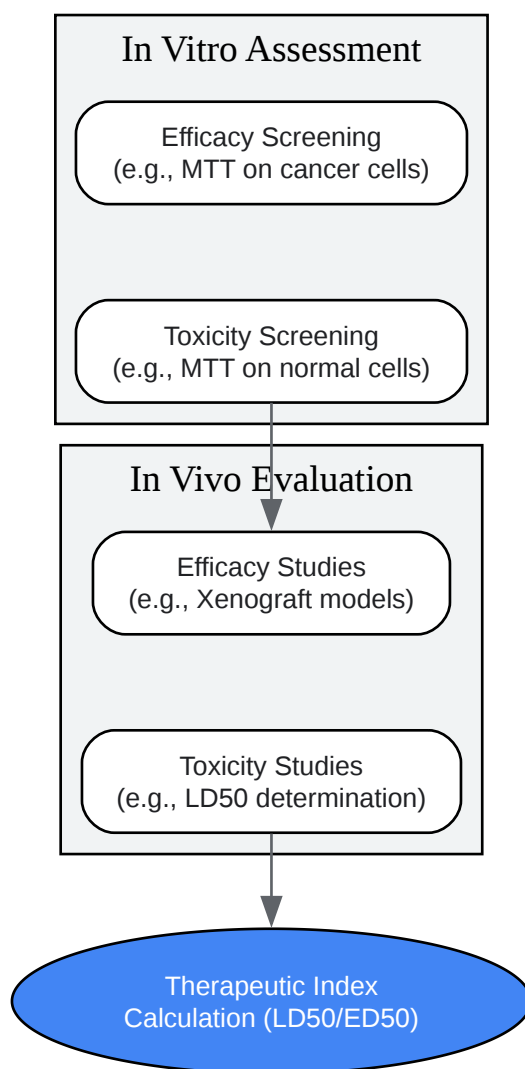 In Vitro Assessment
Efficacy Screening
(e.g., MTT on cancer cells)
Toxicity Screening
(e.g., MTT on normal cells)
In Vivo Evaluation
Efficacy Studies
(e.g., Xenograft models)
Toxicity Studies
(e.g., LD50 determination)
Therapeutic Index
Calculation (LD50/ED50)